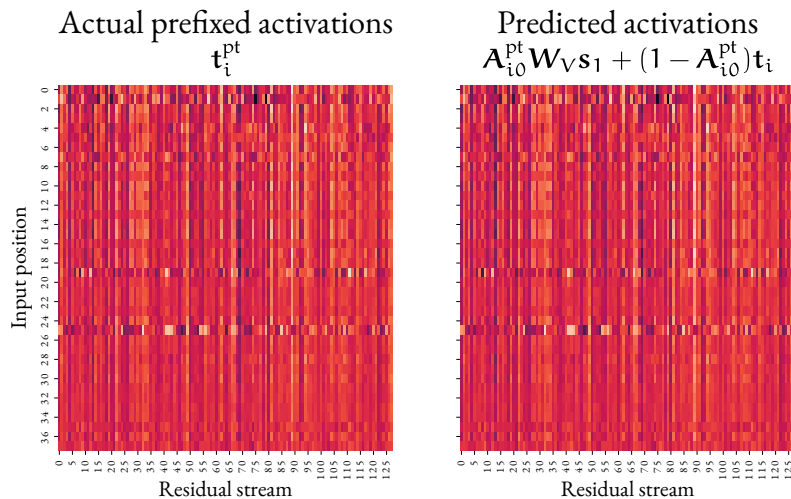 Actual prefixed activations
t_i^pt
Predicted activations
A_i0^pt W_V s_1 + (1 − A_i0^pt) t_i
Input position
0
2
4
6
8
10
12
14
16
18
20
22
24
26
28
30
32
34
36
0 5 10 15 20 25 30 35 40 45 50 55 60 65 70 75 80 85 90 95 100 105 110 115 120 125
Residual stream
0 5 10 15 20 25 30 35 40 45 50 55 60 65 70 75 80 85 90 95 100 105 110 115 120 125
Residual stream